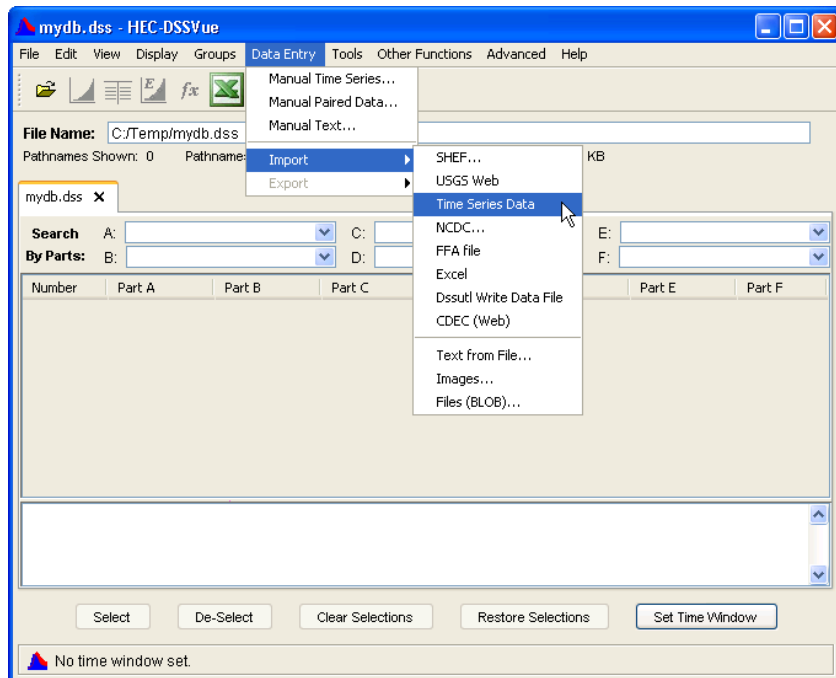 mydb.dss - HEC-DSSVue
File Edit View Display Groups Data Entry Tools Other Functions Advanced Help
Manual Time Series...
Manual Paired Data...
Manual Text...
Import
Export
E
fx
X
File Name: C:/Temp/mydb.dss
Pathnames Shown: 0 KB
SHEF...
USGS Web
Time Series Data
NCDC...
FFA file
Excel
Dssutl Write Data File
CDEC (Web)
Text from File...
Images...
Files (BLOB)...
mydb.dss
Search By Parts:
A: C: E:
B: D: F:
Number Part A Part B Part C Part E Part F
Select De-Select Clear Selections Restore Selections Set Time Window
No time window set.